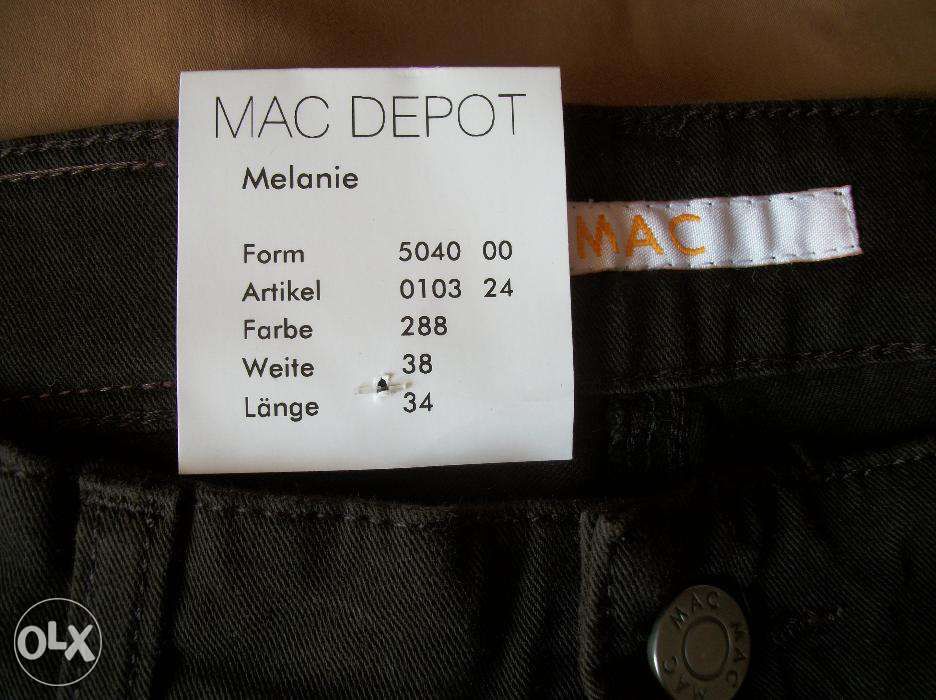 MAC DEPOT
Melanie
Form 5040 00
Artikel 0103 24
Farbe 288
Weite 38
Länge 34
MAC
MAC MAC MAC
OLX